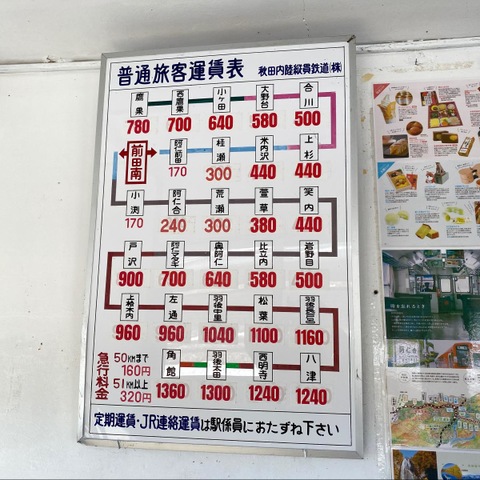 普通旅客運賃表 秋田内陸縦貫鉄道(株)
鷹巣 西鷹巣 小ヶ田 大野台 合川
780 700 640 580 500
前田南 阿仁前田 桂瀬 米内沢 上杉
170 300 440 440
小渕 阿仁合 荒瀬 萱草 笑内
170 240 300 380 440
戸沢 阿仁マタギ 奥阿仁 比立内 岩野目
900 700 640 580 500
上桧木内 左通 羽後中里 松葉 羽後長戸呂
960 960 1040 1100 1160
急行料金 50KMまで 160円 角館 羽後太田 西明寺 八津
51KM以上 320円 1360 1300 1240 1240
定期運賃・JR連絡運賃は駅係員におたずね下さい